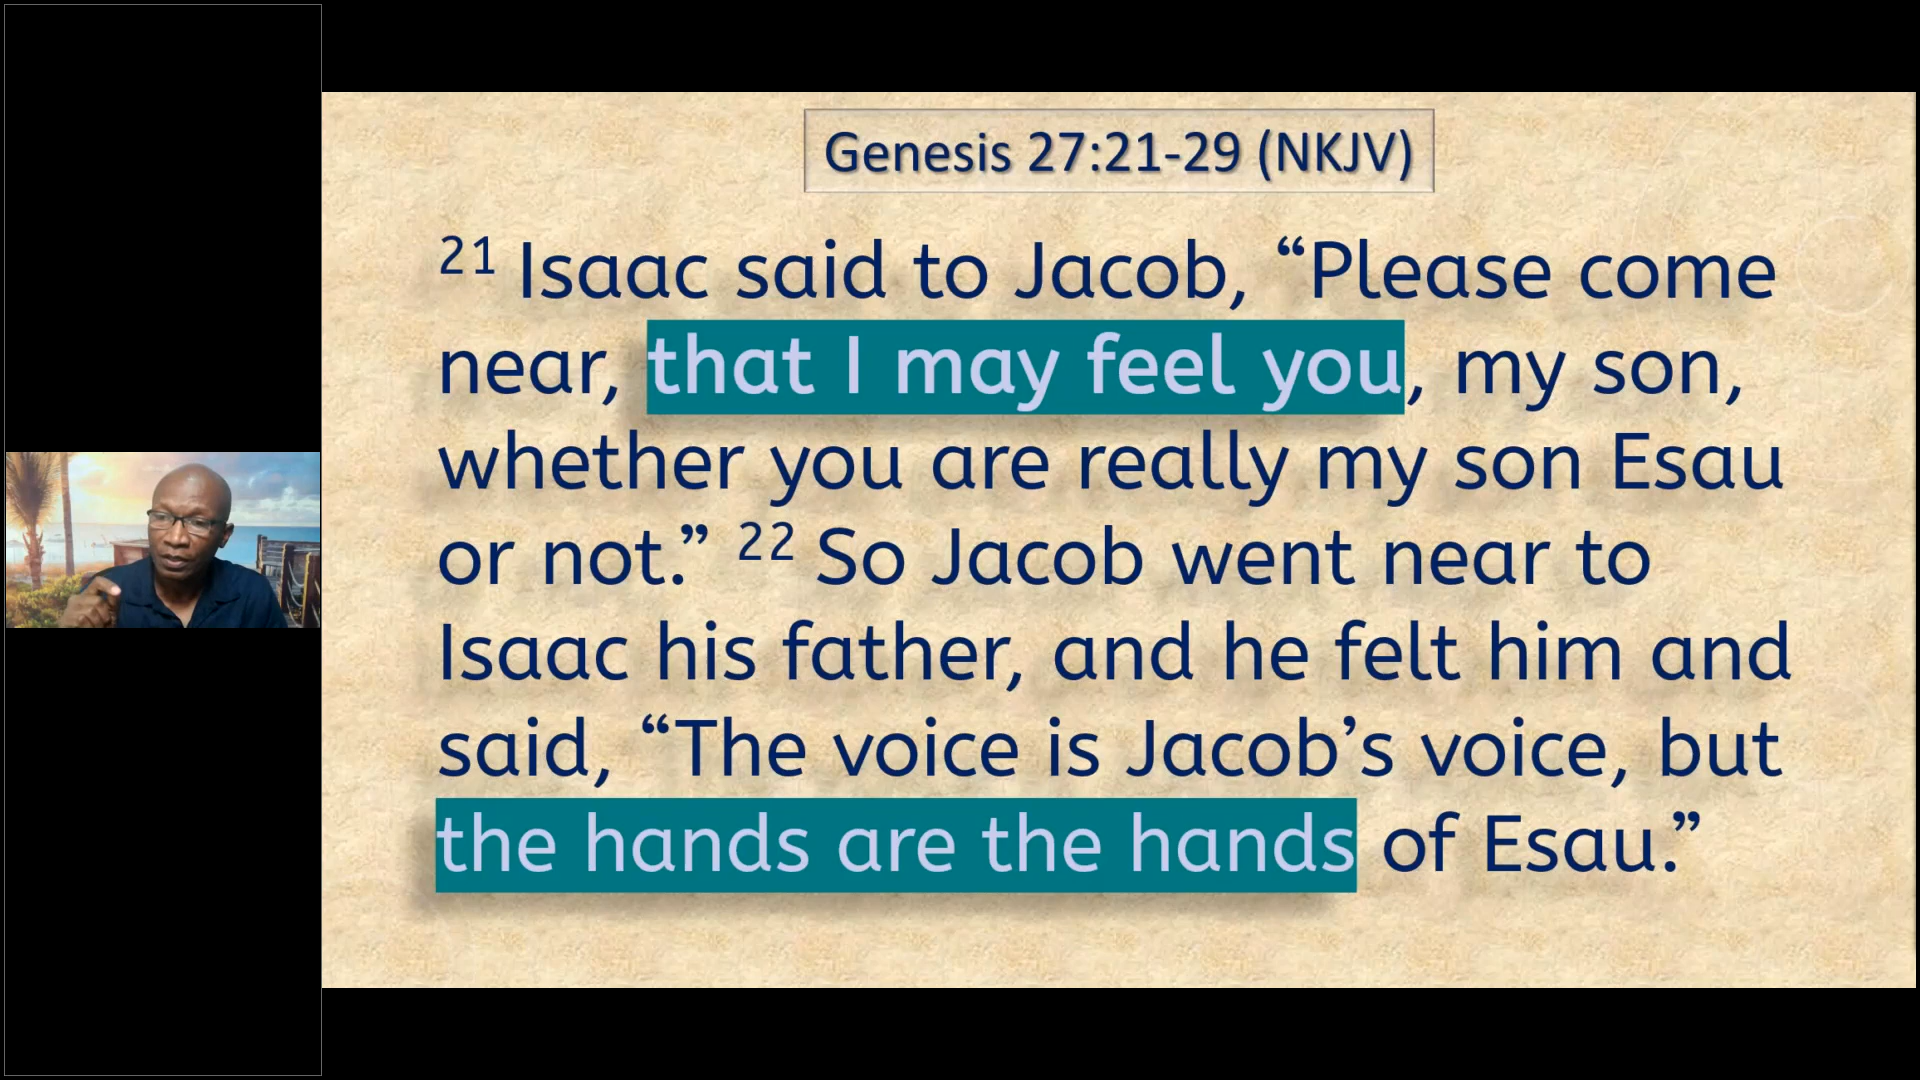 Genesis 27:21-29 (NKJV)
21 Isaac said to Jacob, “Please come
near, that I may feel you, my son,
whether you are really my son Esau
or not.” 22 So Jacob went near to
Isaac his father, and he felt him and
said, “The voice is Jacob’s voice, but
the hands are the hands of Esau.”